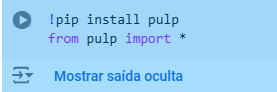 !pip install pulp
from pulp import *
Mostrar saída oculta